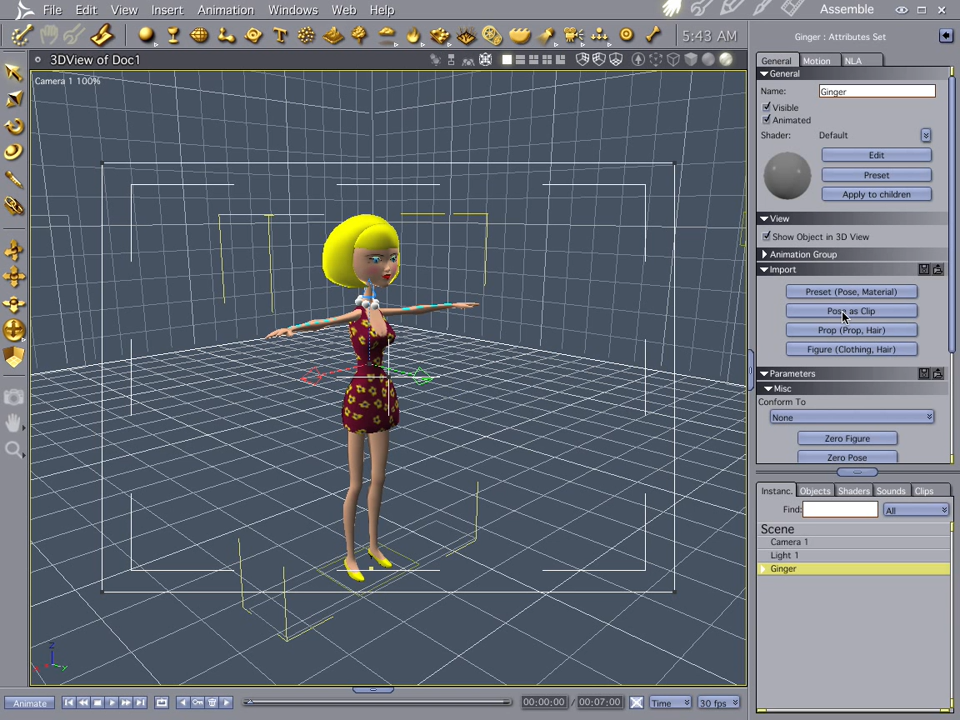 File Edit View Insert Animation Windows Web Help
Assemble
5:43 AM
3DView of Doc1
Camera 1 100%
Ginger : Attributes Set
General Motion NLA
General
Name: Ginger
Visible
Animated
Shader: Default
Edit
Preset
Apply to children
View
Show Object in 3D View
Animation Group
Import
Preset (Pose, Material)
Pose as Clip
Prop (Prop, Hair)
Figure (Clothing, Hair)
Parameters
Misc
Conform To
None
Zero Figure
Zero Pose
Instanc. Objects Shaders Sounds Clips
Find: All
Scene
Camera 1
Light 1
Ginger
Z
Y
Animate 00:00:00 / 00:07:00 Time 30 fps